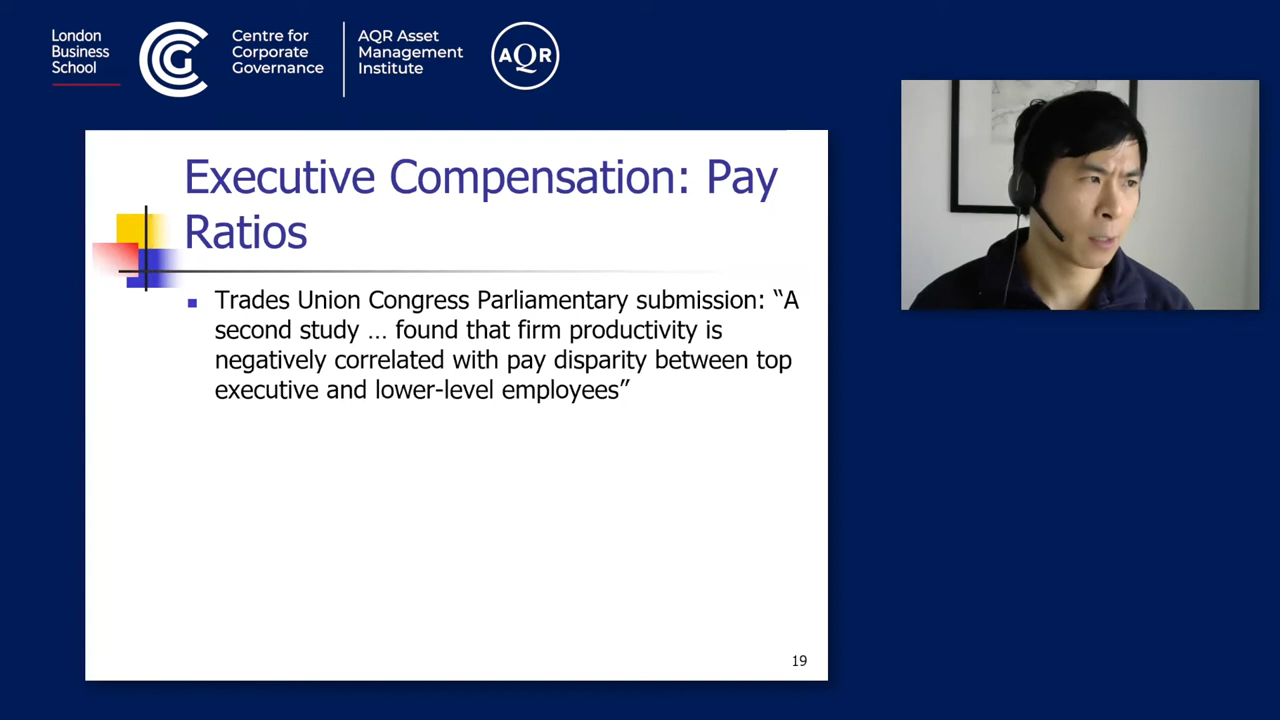 London
Business
School
Centre for
Corporate
Governance
AQR Asset
Management
Institute
AQR
Executive Compensation: Pay
Ratios
Trades Union Congress Parliamentary submission: “A
second study … found that firm productivity is
negatively correlated with pay disparity between top
executive and lower-level employees”
19